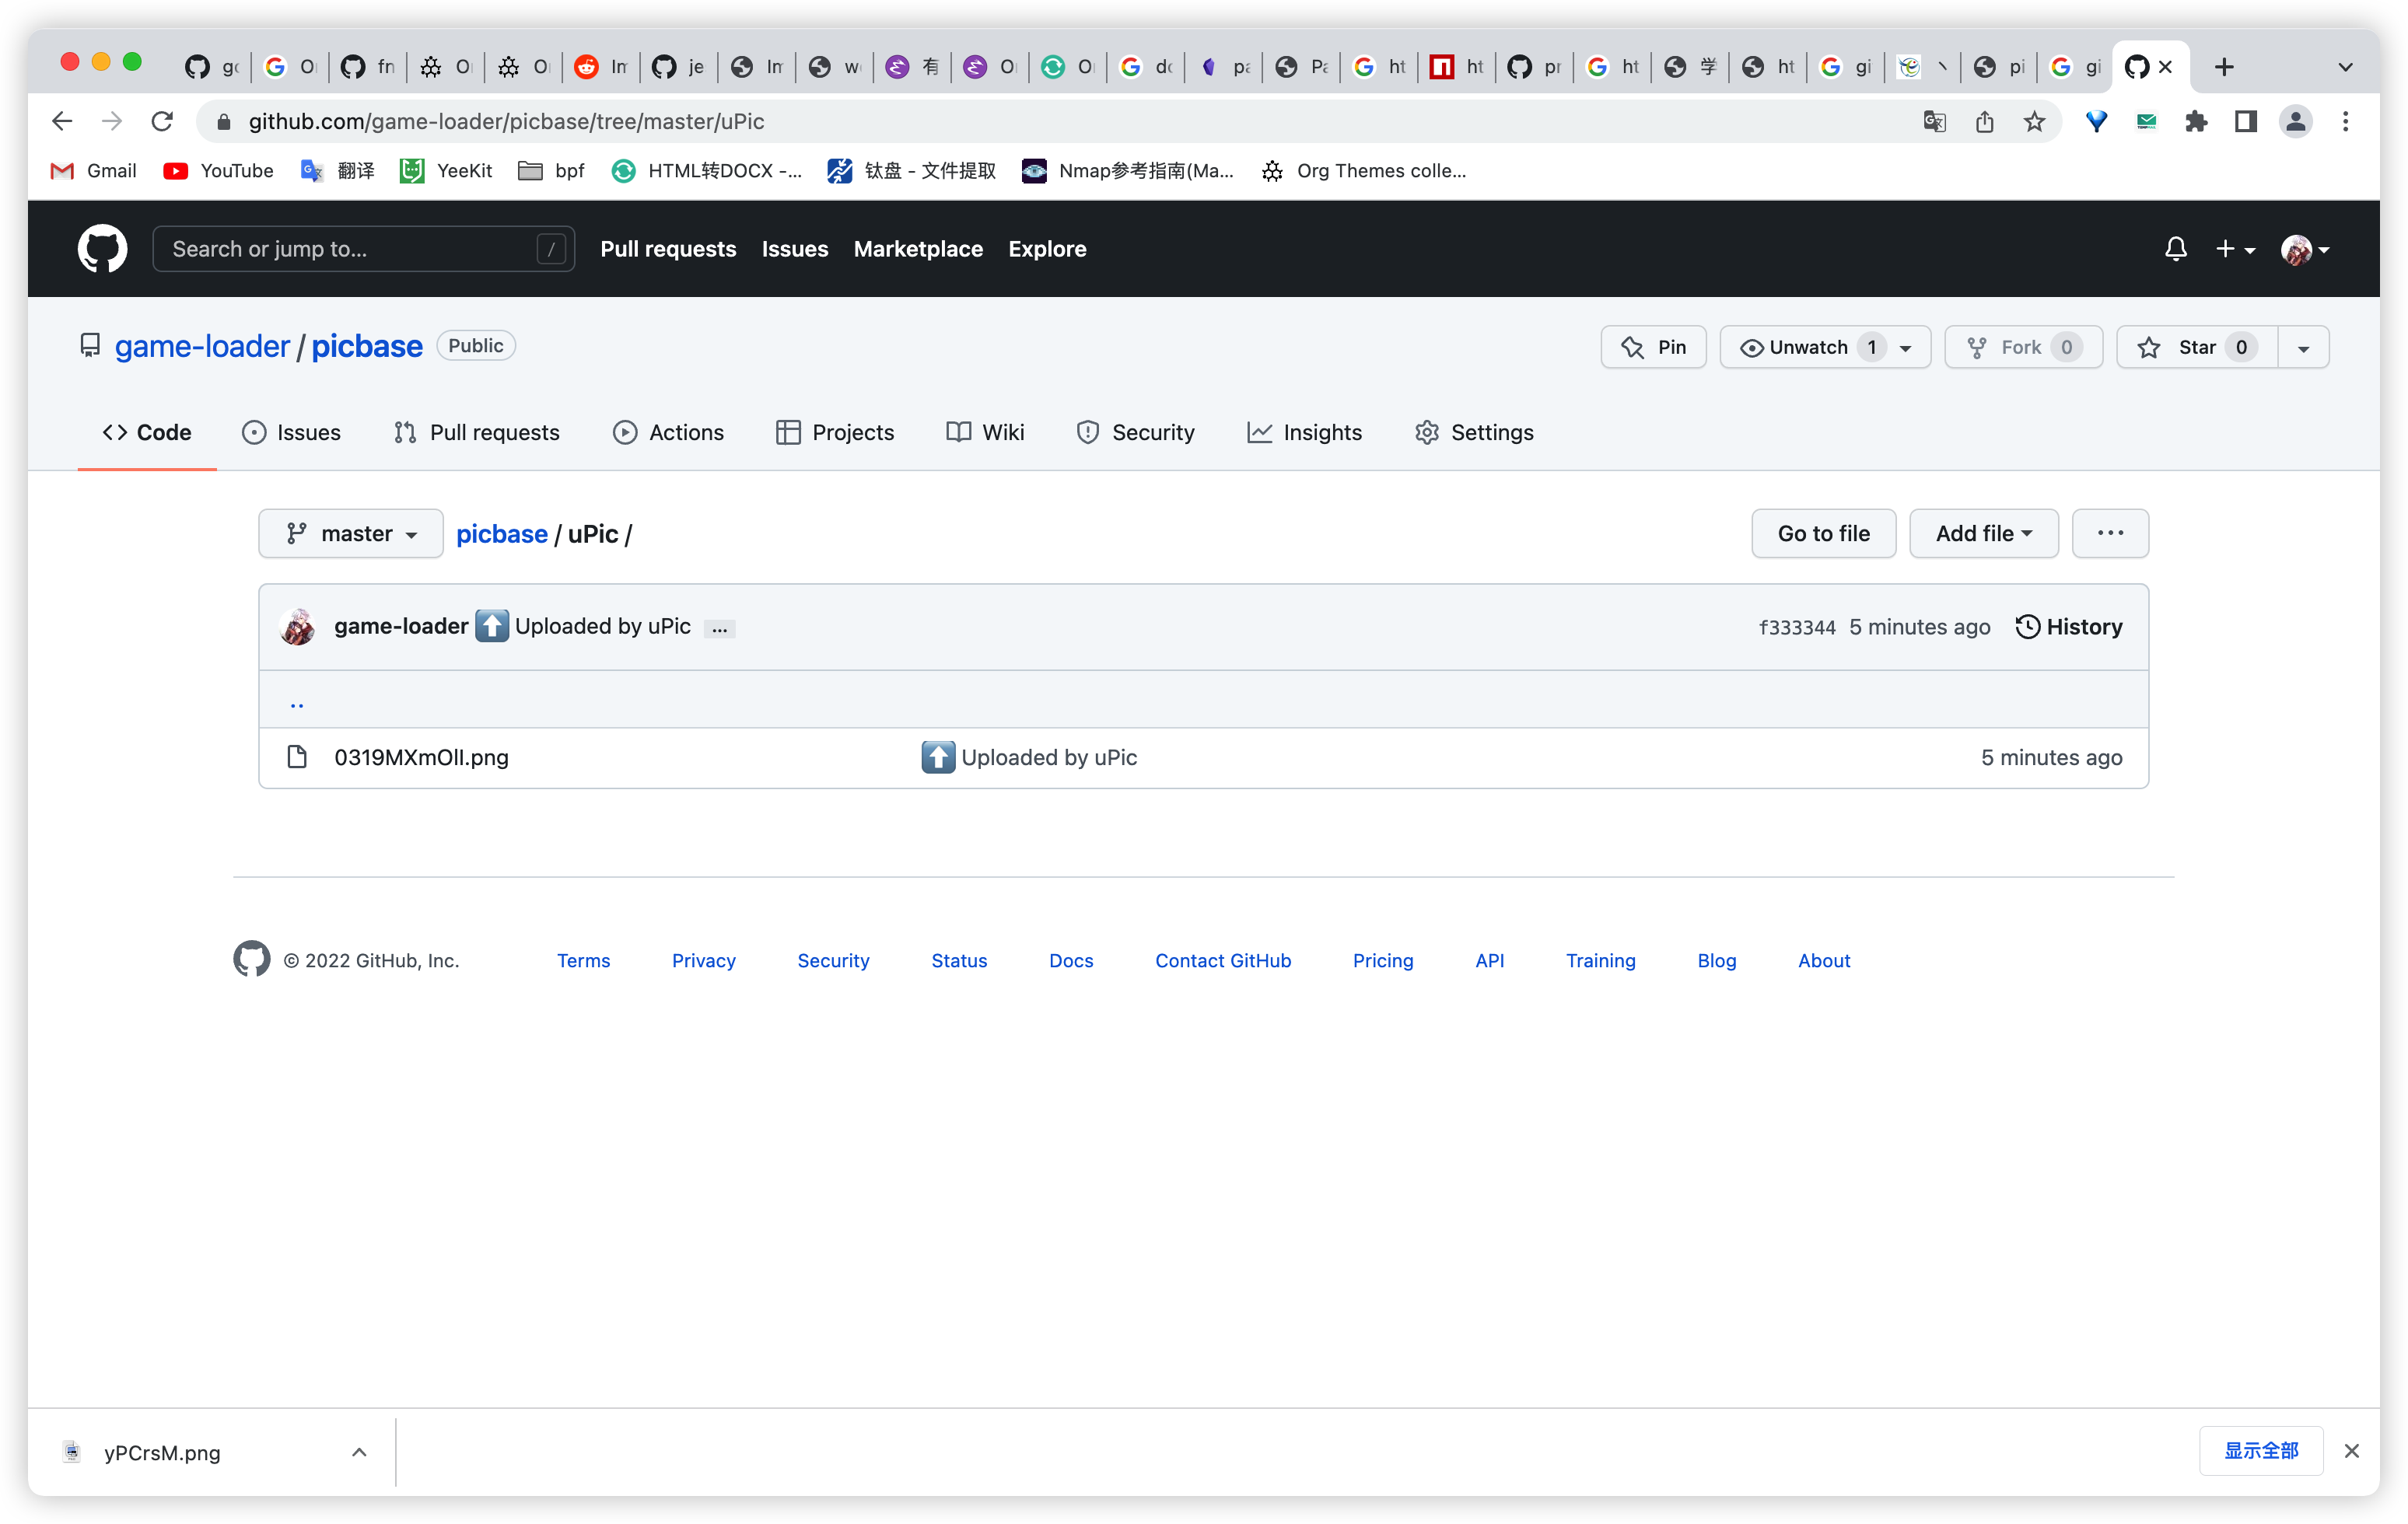 gc O fn O O In je In w 有 O O dc pa Pa ht ht pr ht 学 ht gi pi gi
github.com/game-loader/picbase/tree/master/uPic
Gmail YouTube 翻译 YeeKit bpf HTML转DOCX -... 钛盘 - 文件提取 Nmap参考指南(Ma... Org Themes colle...
Search or jump to... / Pull requests Issues Marketplace Explore
game-loader / picbase Public Pin Unwatch 1 Fork 0 Star 0
Code Issues Pull requests Actions Projects Wiki Security Insights Settings
master picbase / uPic / Go to file Add file ...
game-loader ⬆️ Uploaded by uPic ... f333344 5 minutes ago History
..
0319MXmOlI.png ⬆️ Uploaded by uPic 5 minutes ago
© 2022 GitHub, Inc. Terms Privacy Security Status Docs Contact GitHub Pricing API Training Blog About
yPCrsM.png 显示全部